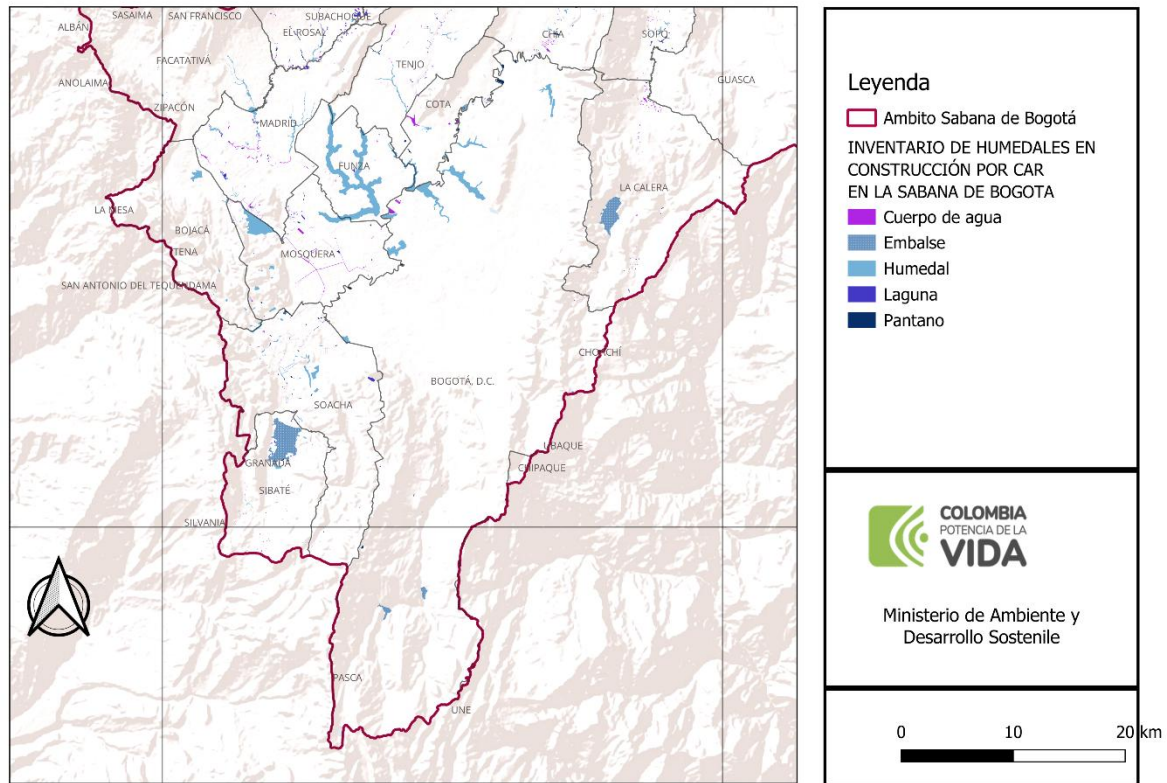 SASAIMA
SAN FRANCISCO
SUBACHOQUE
ALBÁN
EL ROSAL
CHÍA
SOPÓ
FACATATIVÁ
TENJO
ANOLAIMA
GUASCA
ZIPACÓN
COTA
MADRID
FUNZA
LA CALERA
LA MESA
BOJACÁ
TENA
MOSQUERA
SAN ANTONIO DEL TEQUENDAMA
CHOACHÍ
BOGOTÁ, D.C.
SOACHA
UBAQUE
GRANADA
CHIPAQUE
SIBATÉ
SILVANIA
PASCA
UNE
Leyenda
Ambito Sabana de Bogotá
INVENTARIO DE HUMEDALES EN
CONSTRUCCIÓN POR CAR
EN LA SABANA DE BOGOTA
Cuerpo de agua
Embalse
Humedal
Laguna
Pantano
COLOMBIA
POTENCIA DE LA
VIDA
Ministerio de Ambiente y
Desarrollo Sostenile
0 10 20 km